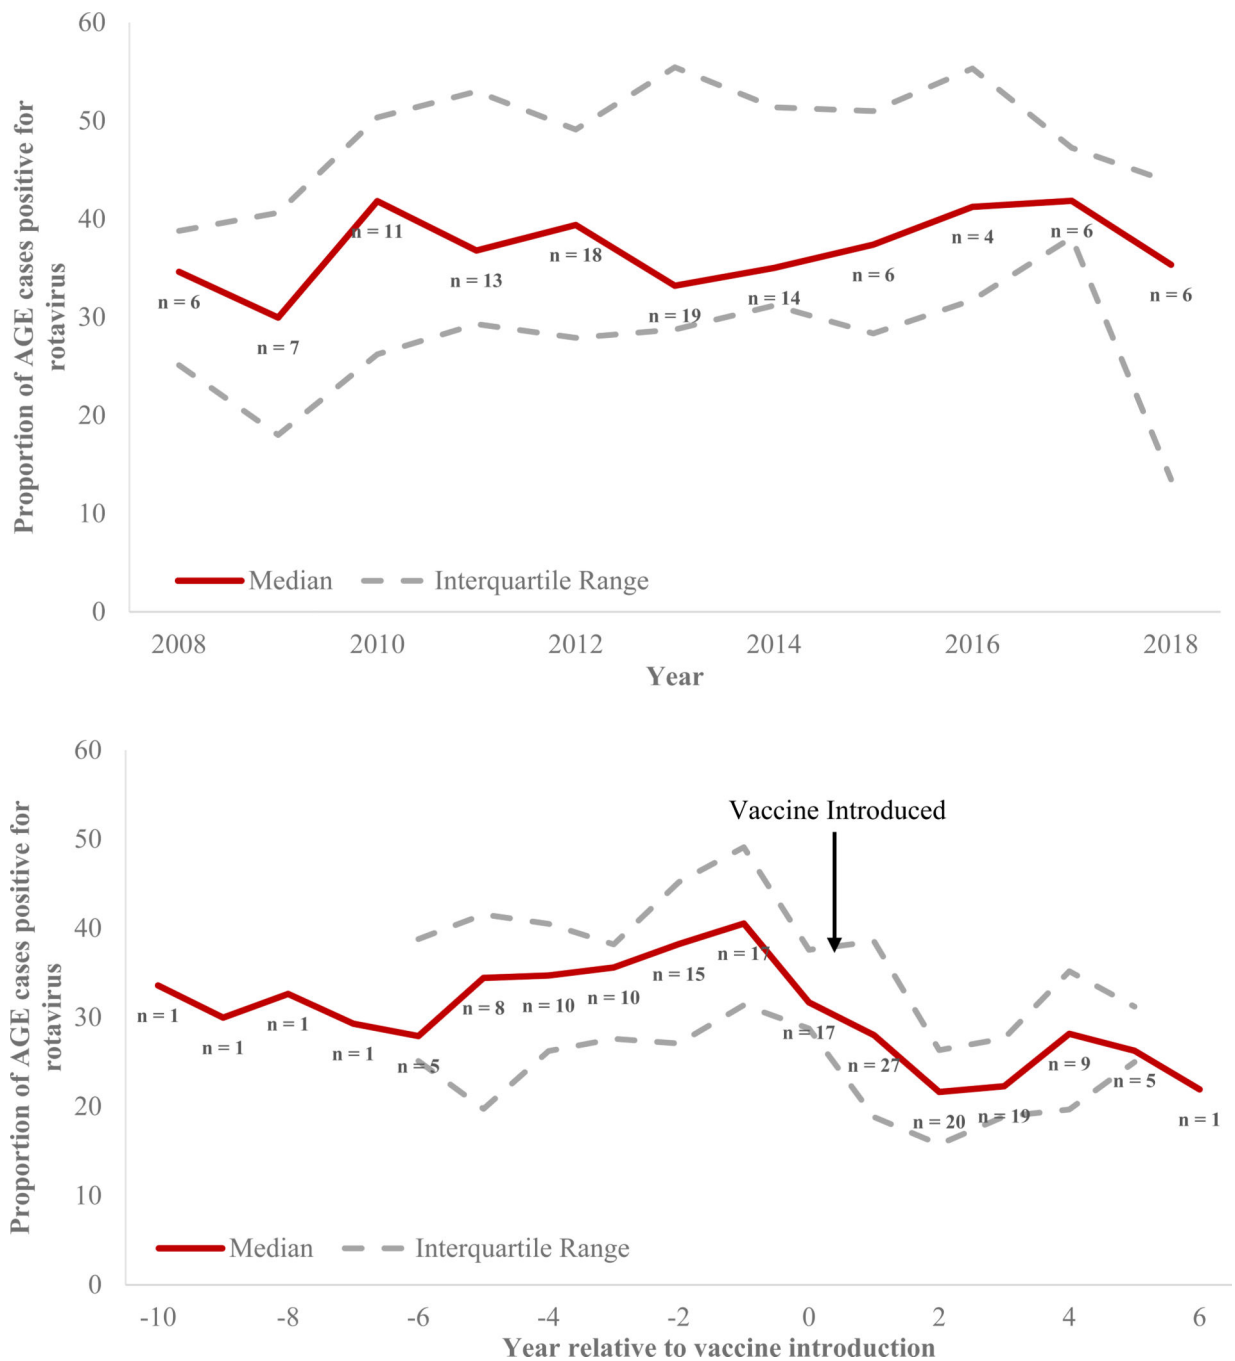 60
50
40
30
20
10
0
Proportion of AGE cases positive for
rotavirus
n = 6
n = 7
n = 11
n = 13
n = 18
n = 19
n = 14
n = 6
n = 4
n = 6
n = 6
Median
Interquartile Range
2008 2010 2012 2014 2016 2018
Year
60
50
40
30
20
10
0
Proportion of AGE cases positive for
rotavirus
Vaccine Introduced
n = 1
n = 1
n = 1
n = 1
n = 5
n = 8
n = 10
n = 10
n = 15
n = 17
n = 17
n = 27
n = 20
n = 19
n = 9
n = 5
n = 1
Median
Interquartile Range
-10 -8 -6 -4 -2 0 2 4 6
Year relative to vaccine introduction